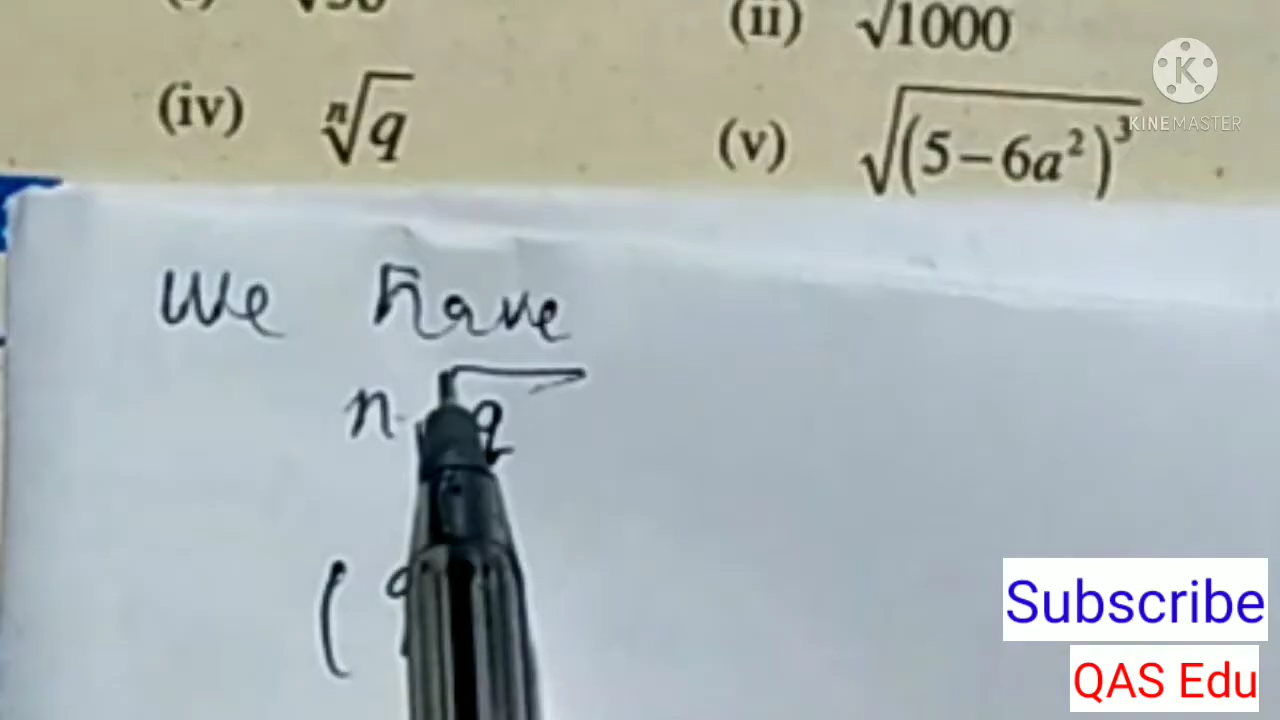 (ii) √1000
(iv) ⁿ√q
(v) √(5-6a²)³
KINEMASTER
We have
n q
(
Subscribe
QAS Edu